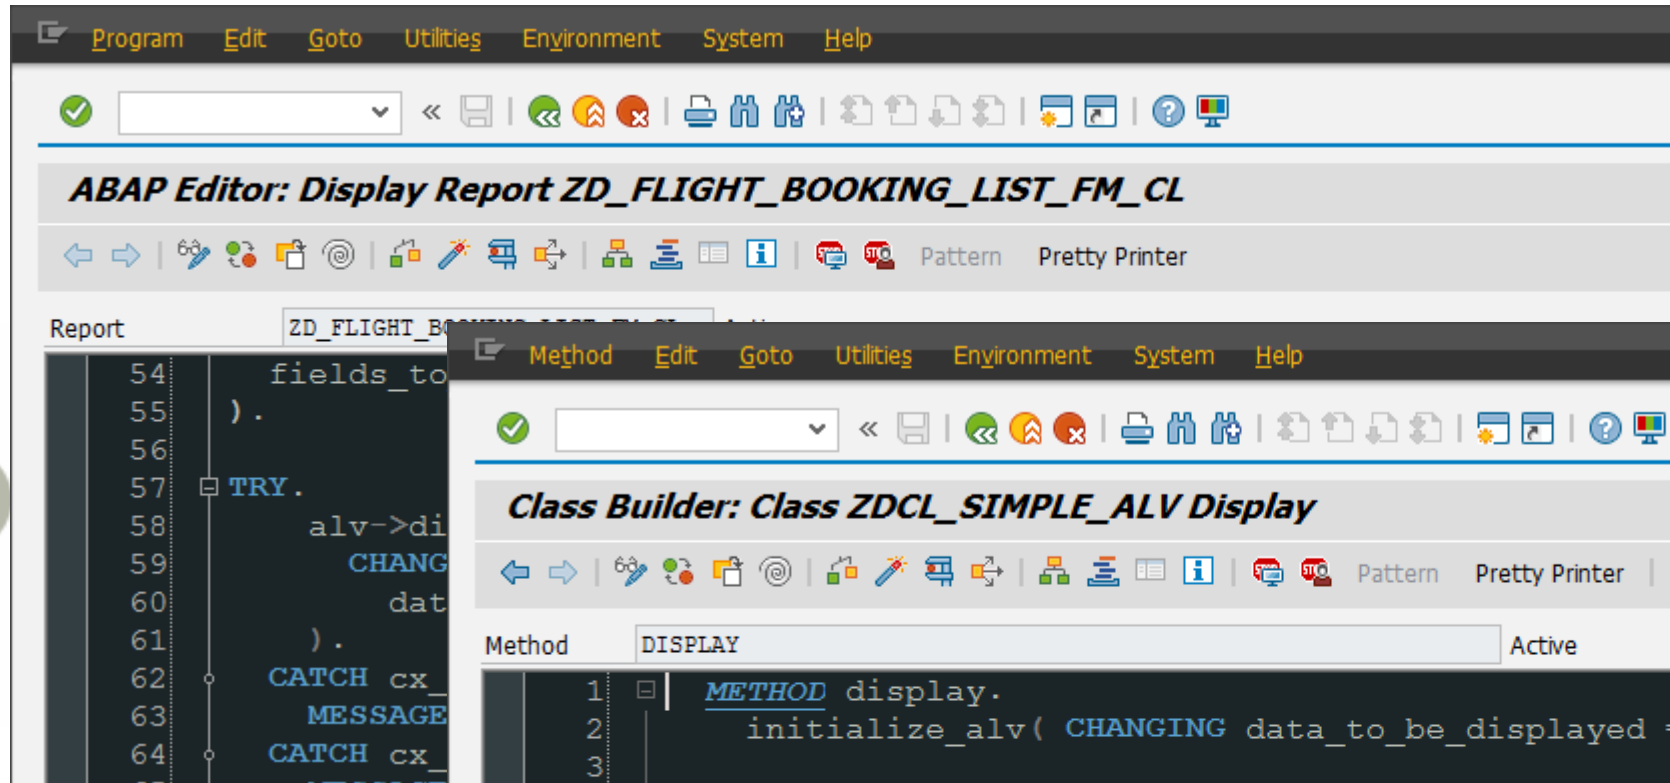 Program Edit Goto Utilities Environment System Help
ABAP Editor: Display Report ZD_FLIGHT_BOOKING_LIST_FM_CL
Pattern Pretty Printer
Report ZD_FLIGHT_BOOKING_LIST_FM_CL
54 fields_to
55 ).
56
57 TRY.
58 alv->di
59 CHANG
60 dat
61 ).
62 CATCH cx_
63 MESSAGE
64 CATCH cx_
Method Edit Goto Utilities Environment System Help
Class Builder: Class ZDCL_SIMPLE_ALV Display
Pattern Pretty Printer
Method DISPLAY Active
1 METHOD display.
2 initialize_alv( CHANGING data_to_be_displayed =
3